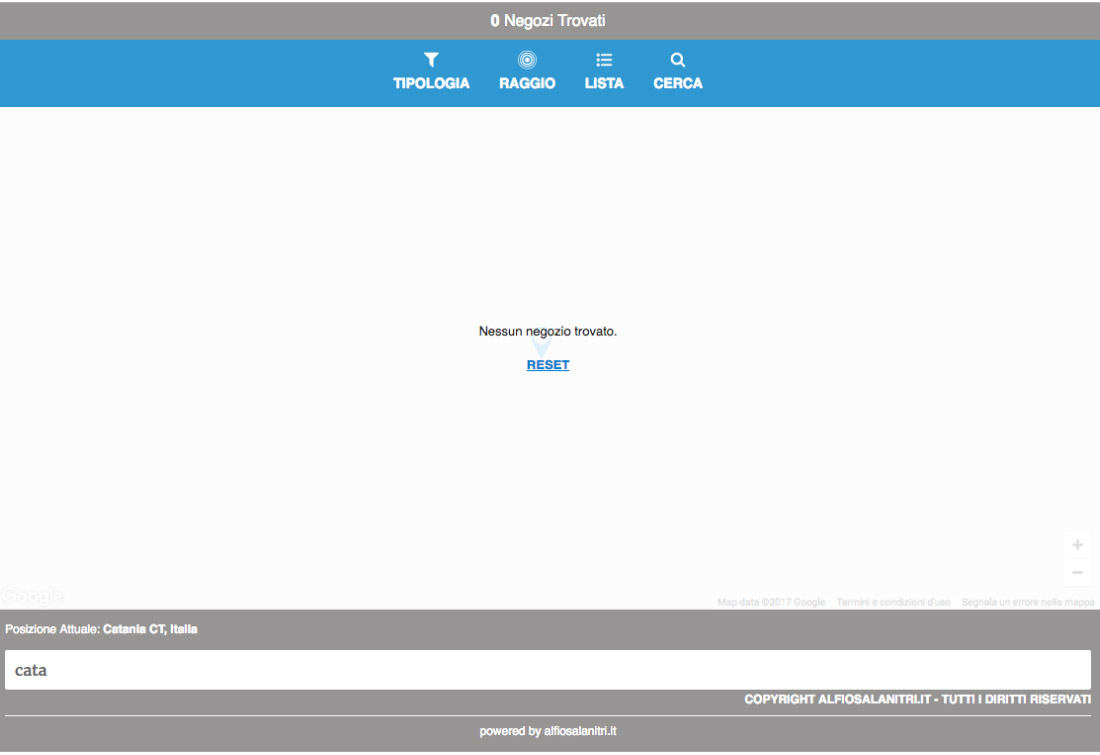 0 Negozi Trovati
TIPOLOGIA RAGGIO LISTA CERCA
Nessun negozio trovato.
RESET
+
−
Google
Map data ©2017 Google Termini e condizioni d'uso Segnala un errore nella mappa
Posizione Attuale: Catania CT, Italia
cata
COPYRIGHT ALFIOSALANITRI.IT - TUTTI I DIRITTI RISERVATI
powered by alfiosalanitri.it